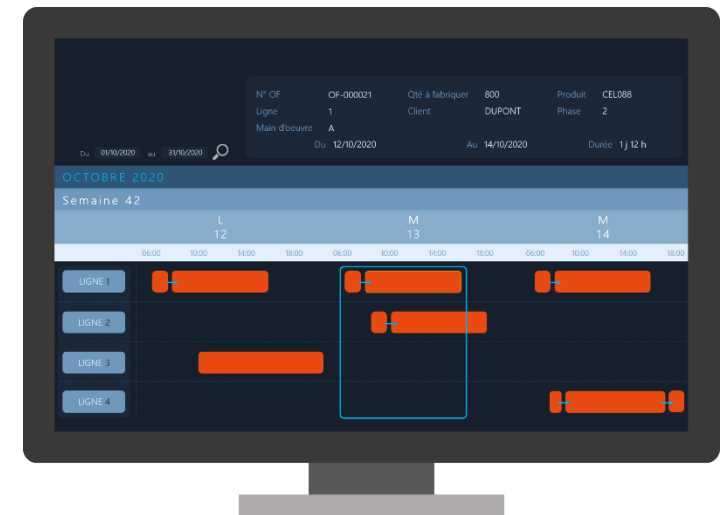 N° OF OF-000021 Qté à fabriquer 800 Produit CEL088
Ligne 1 Client DUPONT Phase 2
Main d'oeuvre A
Du 12/10/2020 Au 14/10/2020 Durée 1 j 12 h
Du 01/10/2020 au 31/10/2020
OCTOBRE 2020
Semaine 42
L M M
12 13 14
06:00 10:00 14:00 18:00 06:00 10:00 14:00 18:00 06:00 10:00 14:00 18:00
LIGNE 1
LIGNE 2
LIGNE 3
LIGNE 4